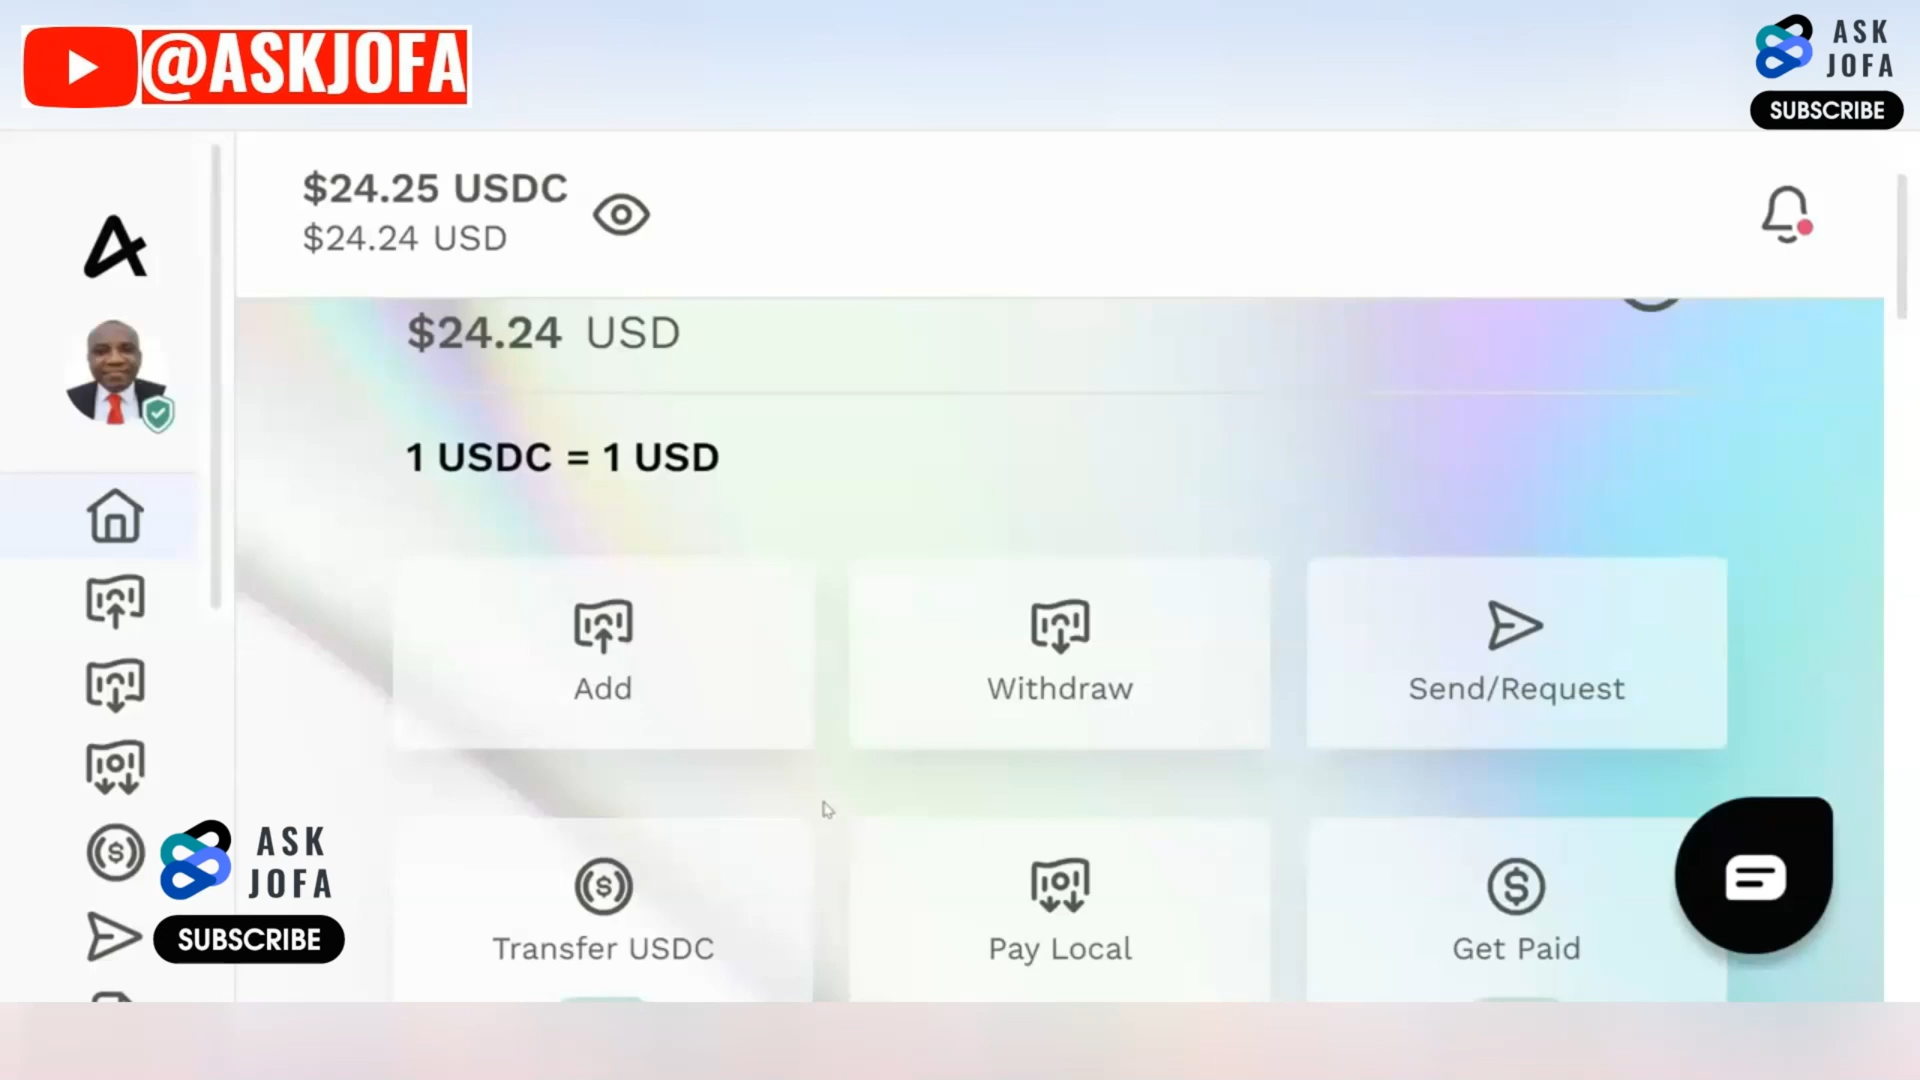 @ASKJOFA
ASK
JOFA
SUBSCRIBE
$24.25 USDC
$24.24 USD
$24.24 USD
1 USDC = 1 USD
Add
Withdraw
Send/Request
Transfer USDC
Pay Local
Get Paid
ASK
JOFA
SUBSCRIBE